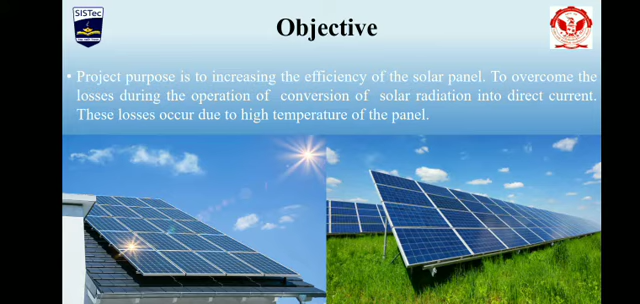 SISTec
Objective
• Project purpose is to increasing the efficiency of the solar panel. To overcome the
losses during the operation of conversion of solar radiation into direct current.
These losses occur due to high temperature of the panel.